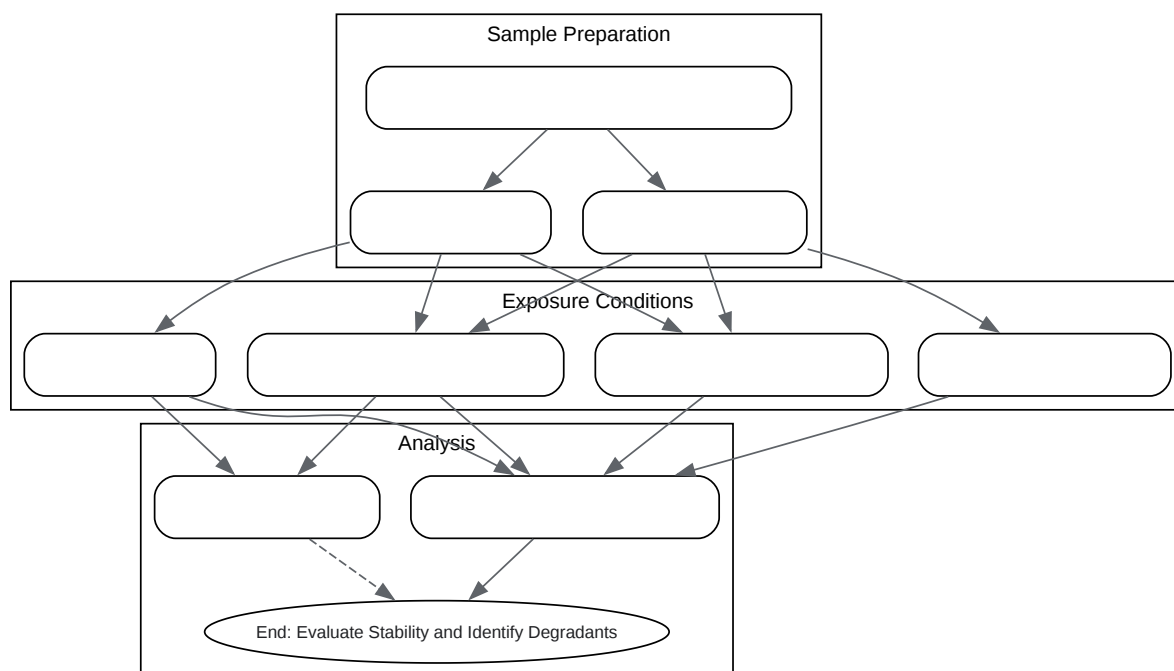 Sample Preparation
Exposure Conditions
Analysis
End: Evaluate Stability and Identify Degradants